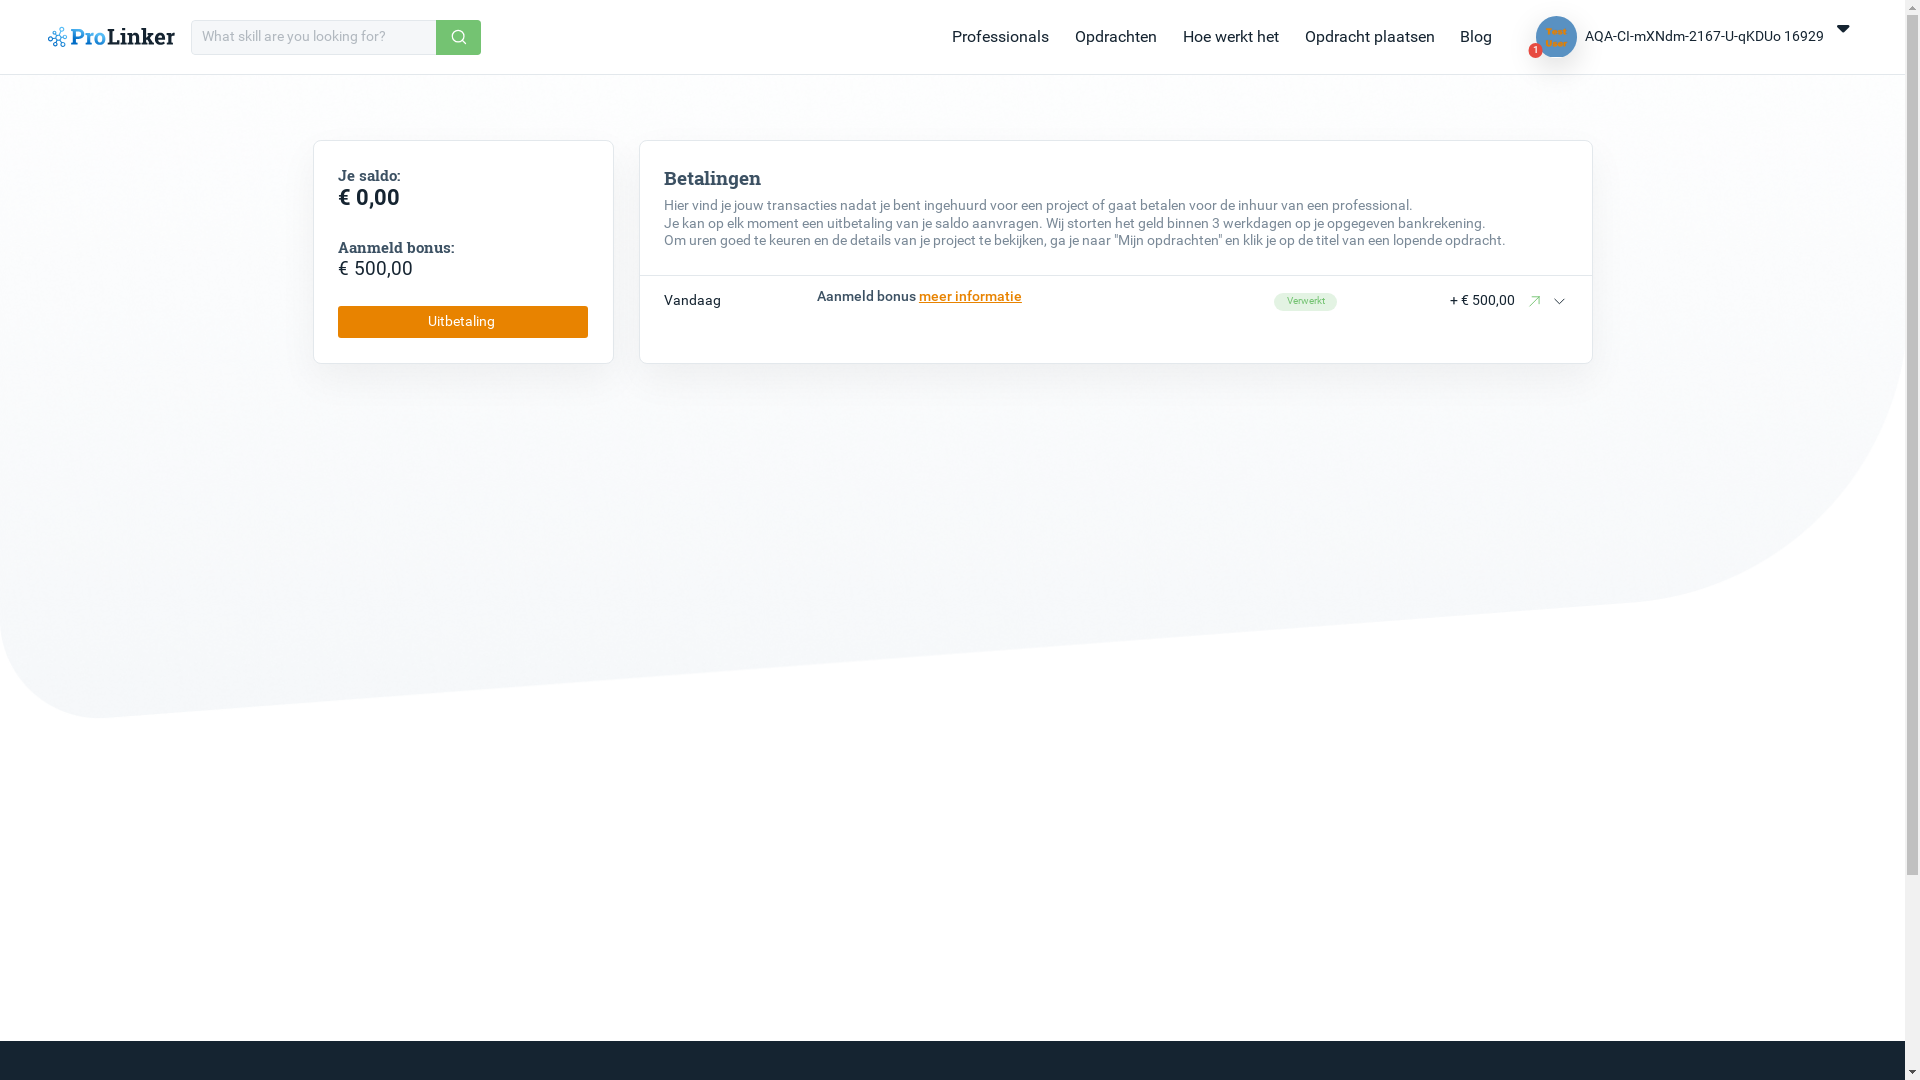 ProLinker
What skill are you looking for?
Professionals
Opdrachten
Hoe werkt het
Opdracht plaatsen
Blog
Test
User
1
AQA-CI-mXNdm-2167-U-qKDUo 16929
Je saldo:
€ 0,00
Aanmeld bonus:
€ 500,00
Uitbetaling
Betalingen
Hier vind je jouw transacties nadat je bent ingehuurd voor een project of gaat betalen voor de inhuur van een professional.
Je kan op elk moment een uitbetaling van je saldo aanvragen. Wij storten het geld binnen 3 werkdagen op je opgegeven bankrekening.
Om uren goed te keuren en de details van je project te bekijken, ga je naar "Mijn opdrachten" en klik je op de titel van een lopende opdracht.
Vandaag
Aanmeld bonus meer informatie
Verwerkt
+ € 500,00